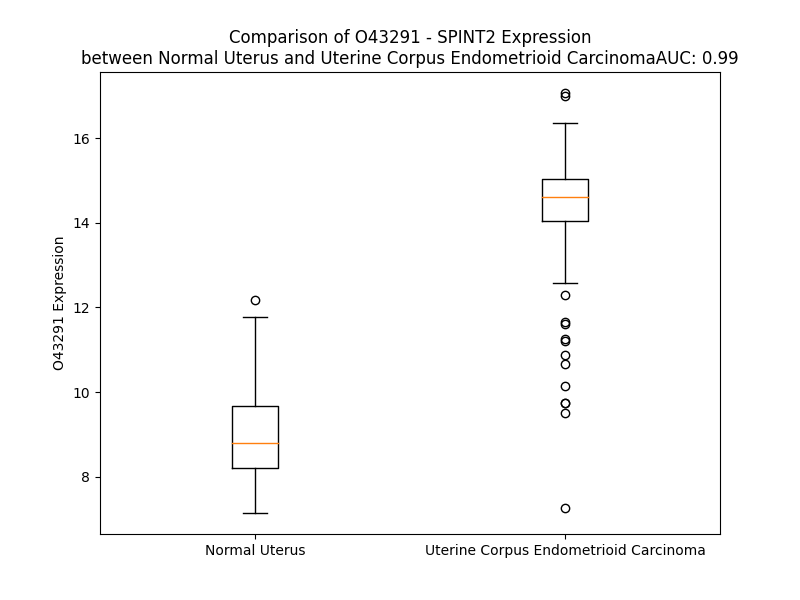 Comparison of O43291 - SPINT2 Expression
between Normal Uterus and Uterine Corpus Endometrioid CarcinomaAUC: 0.99
16
14
12
10
8
O43291 Expression
Normal Uterus
Uterine Corpus Endometrioid Carcinoma